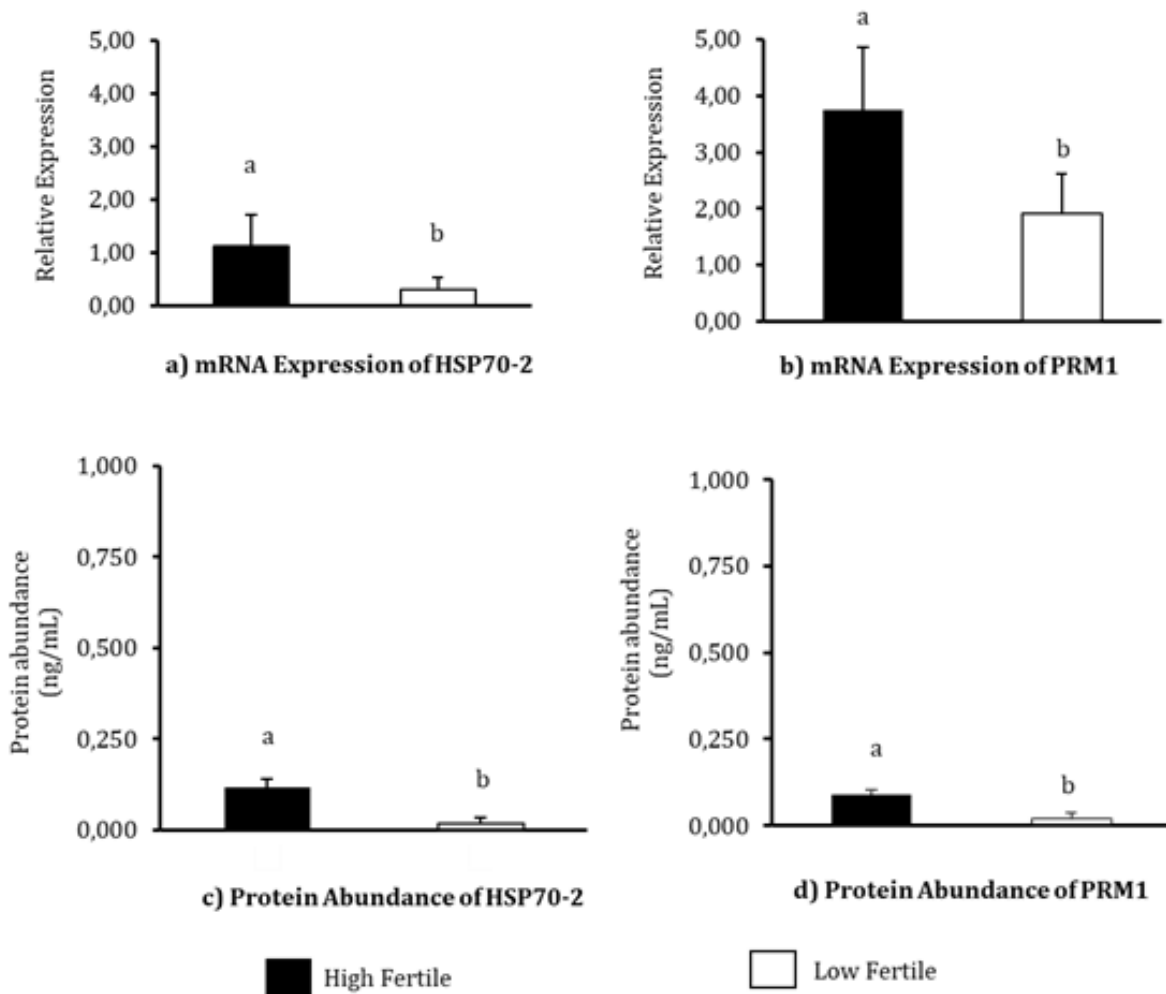 a
5,00
4,00
3,00
2,00
1,00
0,00
Relative Expression
a
b
a) mRNA Expression of HSP70-2
5,00
4,00
3,00
2,00
1,00
0,00
Relative Expression
b
b) mRNA Expression of PRM1
1,000
0,750
0,500
0,250
0,000
Protein abundance
(ng/mL)
a
b
c) Protein Abundance of HSP70-2
1,000
0,750
0,500
0,250
0,000
Protein abundance
(ng/mL)
a
b
d) Protein Abundance of PRM1
High Fertile
Low Fertile